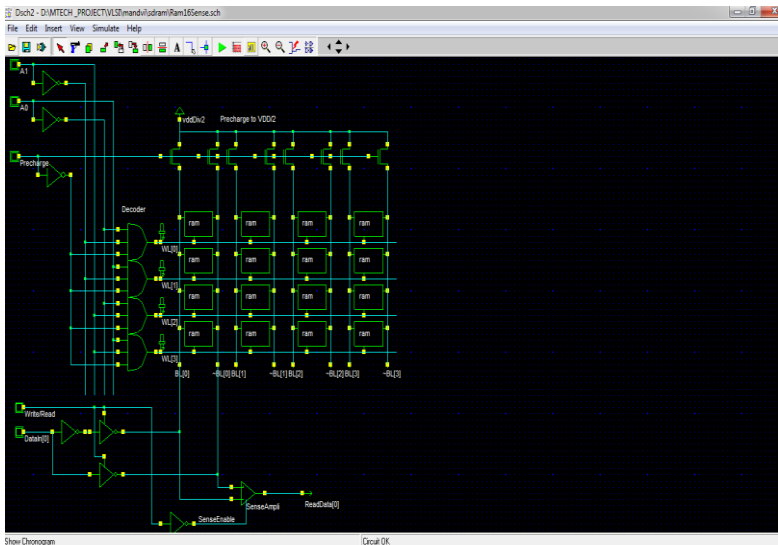 Dsch2 - D:\MTECH _PROJECT\VLSI\mandvi\sdram\Ram16Sense.sch
File Edit Insert View Simulate Help
A1
A0
vddDiv2 Precharge to VDD/2
Precharge
Decoder
ram ram ram ram
WL[0]
ram ram ram ram
WL[1]
ram ram ram ram
WL[2]
ram ram ram ram
WL[3]
BL[0] ~BL[0] BL[1] ~BL[1] BL[2] ~BL[2] BL[3] ~BL[3]
Write/Read
DataIn[0]
SenseAmpli ReadData[0]
SenseEnable
Show Chronogram Circuit OK